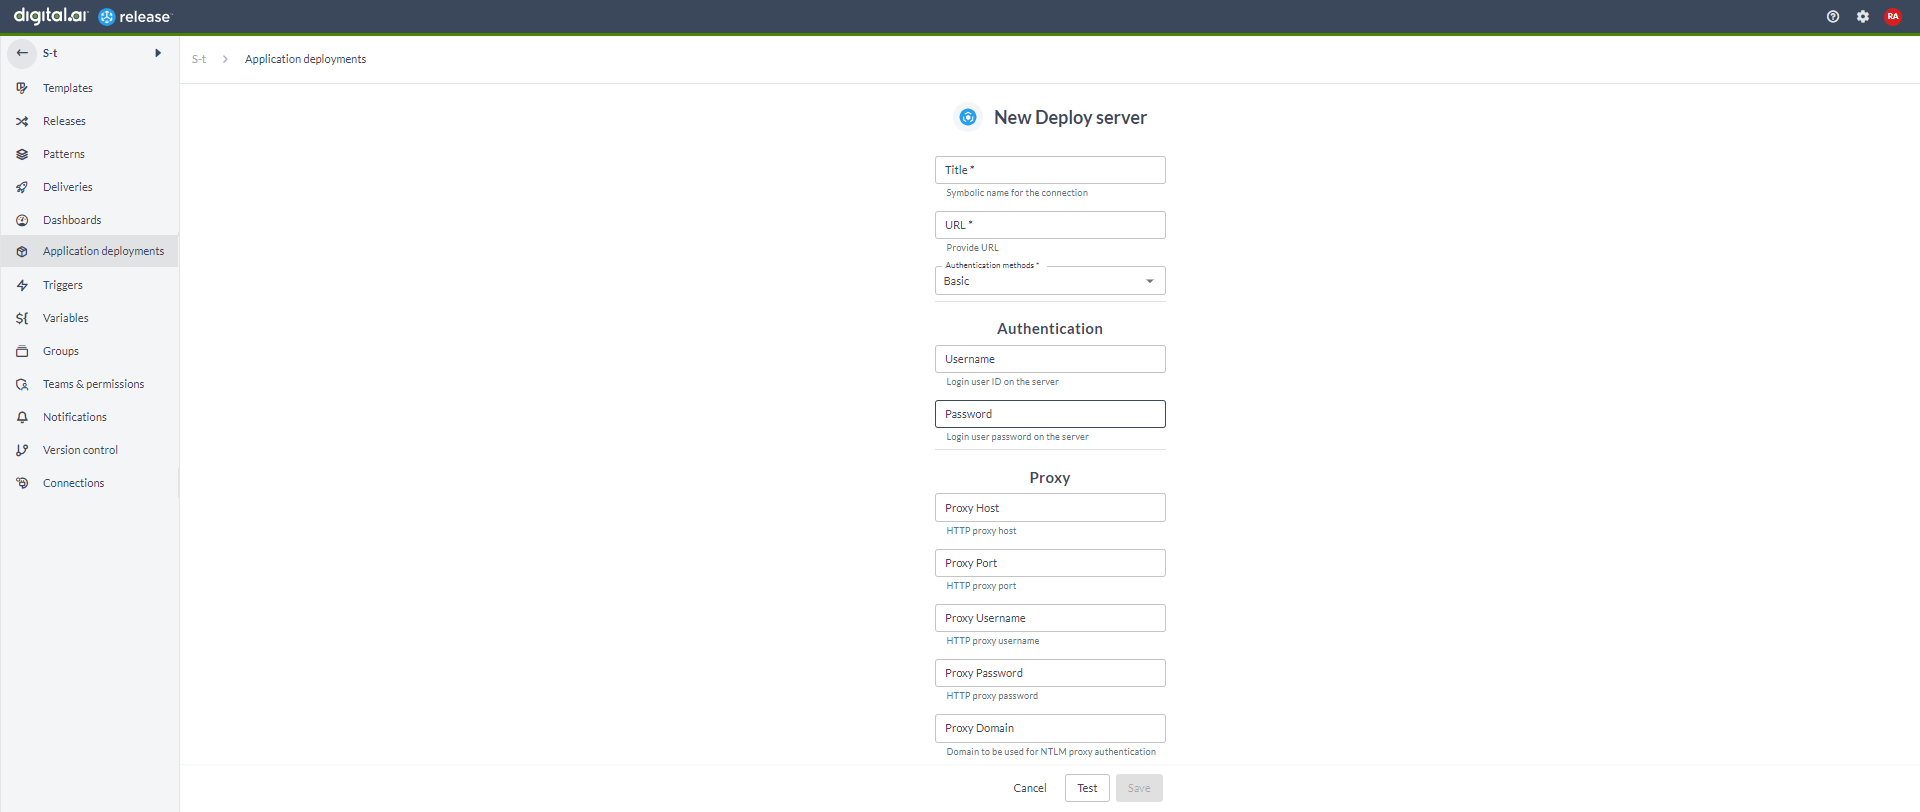 digital.ai release
RA
S-t
Templates
Releases
Patterns
Deliveries
Dashboards
Application deployments
Triggers
Variables
Groups
Teams & permissions
Notifications
Version control
Connections
S-t > Application deployments
New Deploy server
Title *
Symbolic name for the connection
URL *
Provide URL
Authentication methods *
Basic
Authentication
Username
Login user ID on the server
Password
Login user password on the server
Proxy
Proxy Host
HTTP proxy host
Proxy Port
HTTP proxy port
Proxy Username
HTTP proxy username
Proxy Password
HTTP proxy password
Proxy Domain
Domain to be used for NTLM proxy authentication
Cancel Test Save